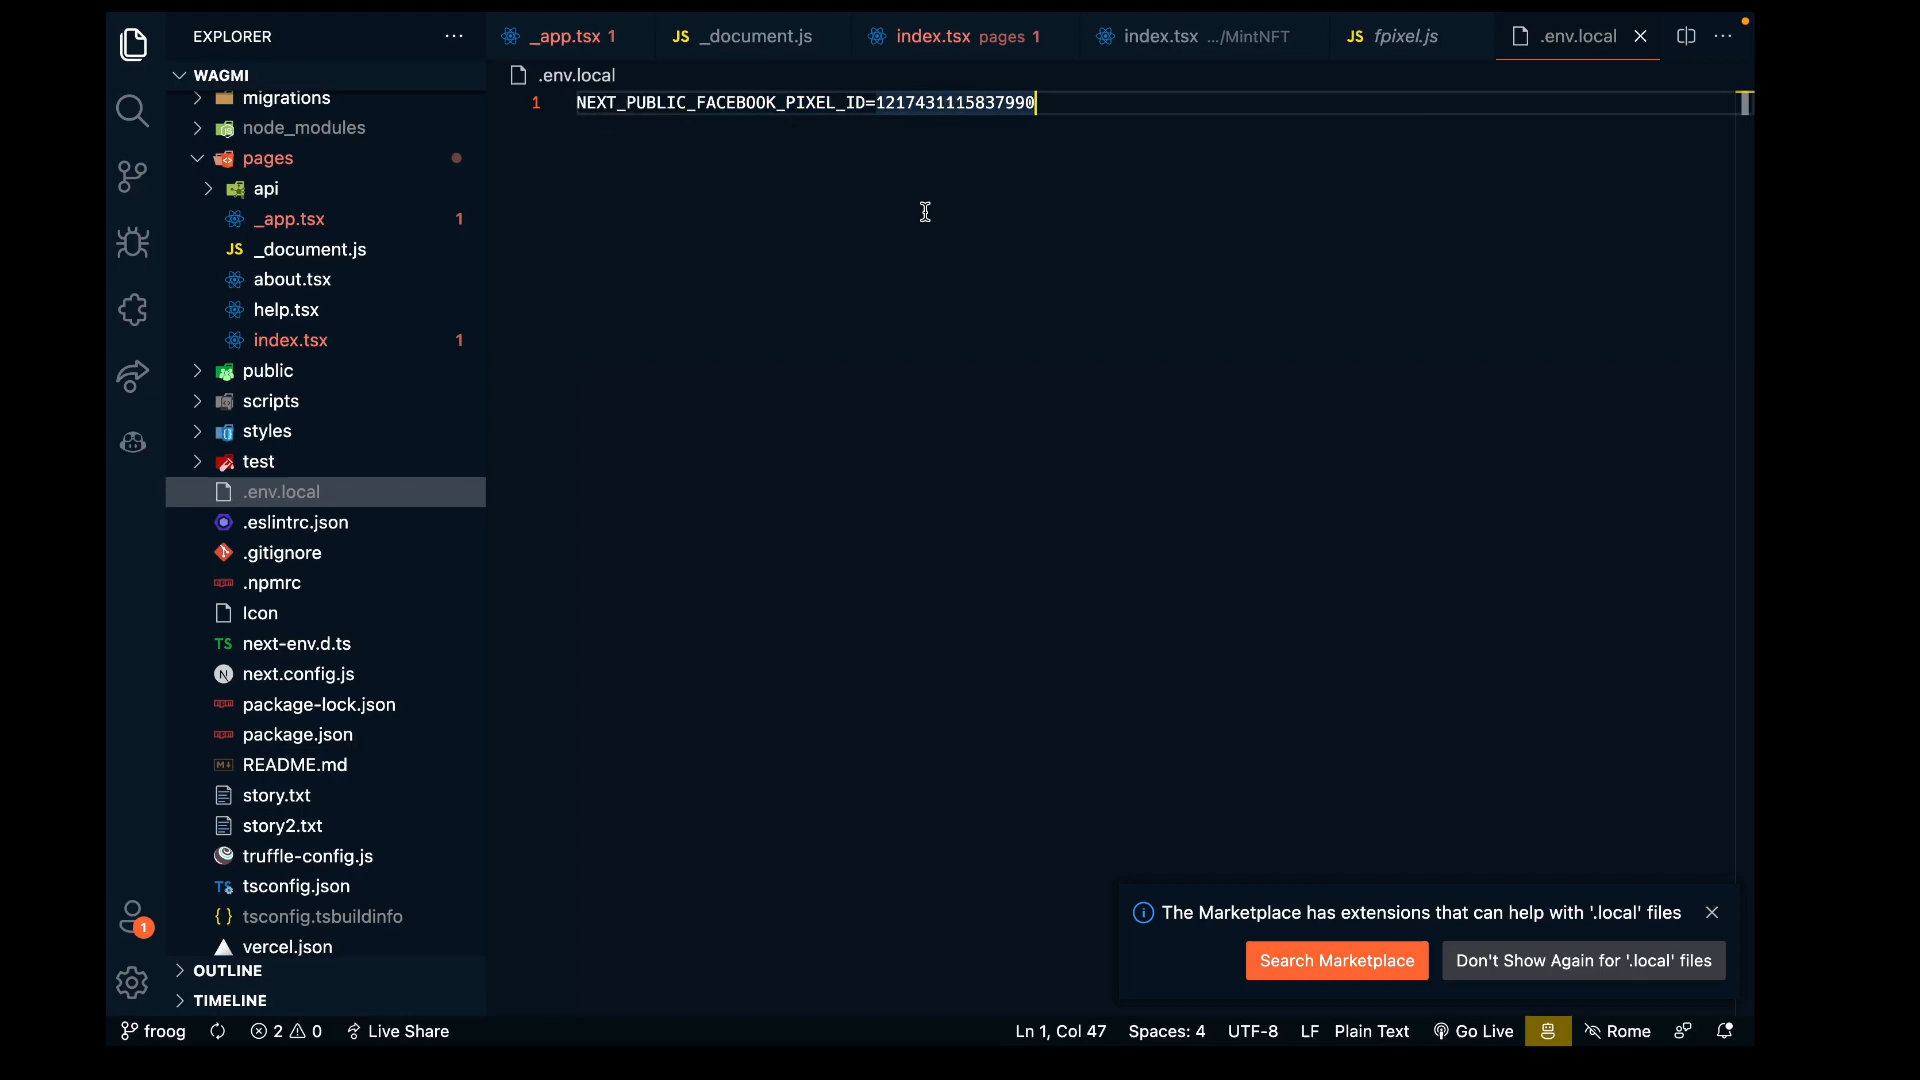 EXPLORER
_app.tsx 1
JS _document.js
index.tsx pages 1
index.tsx .../MintNFT
JS fpixel.js
.env.local
WAGMI
.env.local
migrations
1 NEXT_PUBLIC_FACEBOOK_PIXEL_ID=1217431115837990
node_modules
pages
api
_app.tsx 1
JS _document.js
about.tsx
help.tsx
index.tsx 1
public
scripts
styles
test
.env.local
.eslintrc.json
.gitignore
.npmrc
Icon
TS next-env.d.ts
N next.config.js
package-lock.json
package.json
README.md
story.txt
story2.txt
truffle-config.js
TS tsconfig.json
{ } tsconfig.tsbuildinfo
vercel.json
The Marketplace has extensions that can help with '.local' files
Search Marketplace
Don't Show Again for '.local' files
1
OUTLINE
TIMELINE
froog
2
0
Live Share
Ln 1, Col 47
Spaces: 4
UTF-8
LF
Plain Text
Go Live
Rome